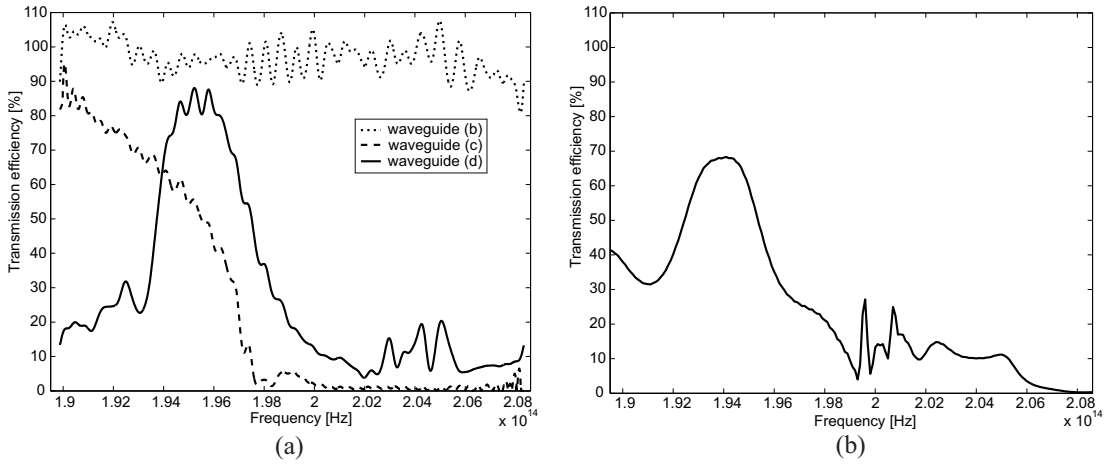 110
100
90
80
70
60
50
40
30
20
10
0
Transmission efficiency [%]
waveguide (b)
waveguide (c)
waveguide (d)
1.9 1.92 1.94 1.96 1.98 2 2.02 2.04 2.06 2.08
Frequency [Hz]
x 10^14
(a)
110
100
90
80
70
60
50
40
30
20
10
0
Transmission efficiency [%]
1.9 1.92 1.94 1.96 1.98 2 2.02 2.04 2.06 2.08
Frequency [Hz]
x 10^14
(b)